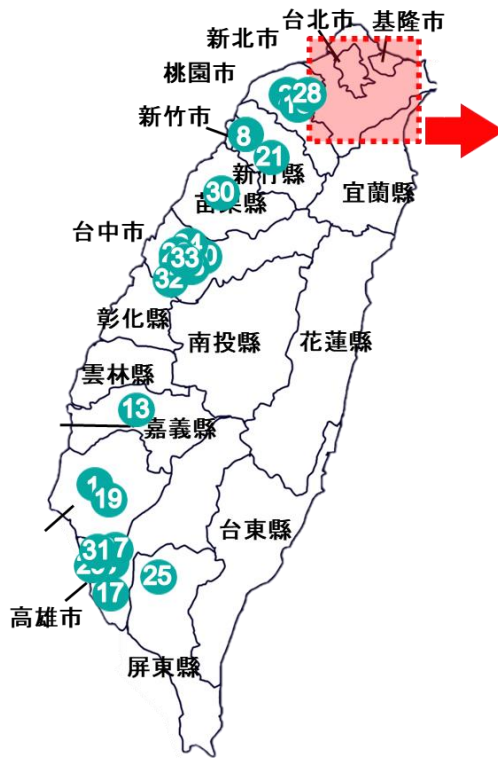 台北市
基隆市
新北市
桃園市
28
新竹市
8
21
新竹縣
宜蘭縣
30
苗栗縣
台中市
33
32
彰化縣
南投縣
花蓮縣
雲林縣
13
嘉義縣
19
台東縣
31
25
17
高雄市
屏東縣